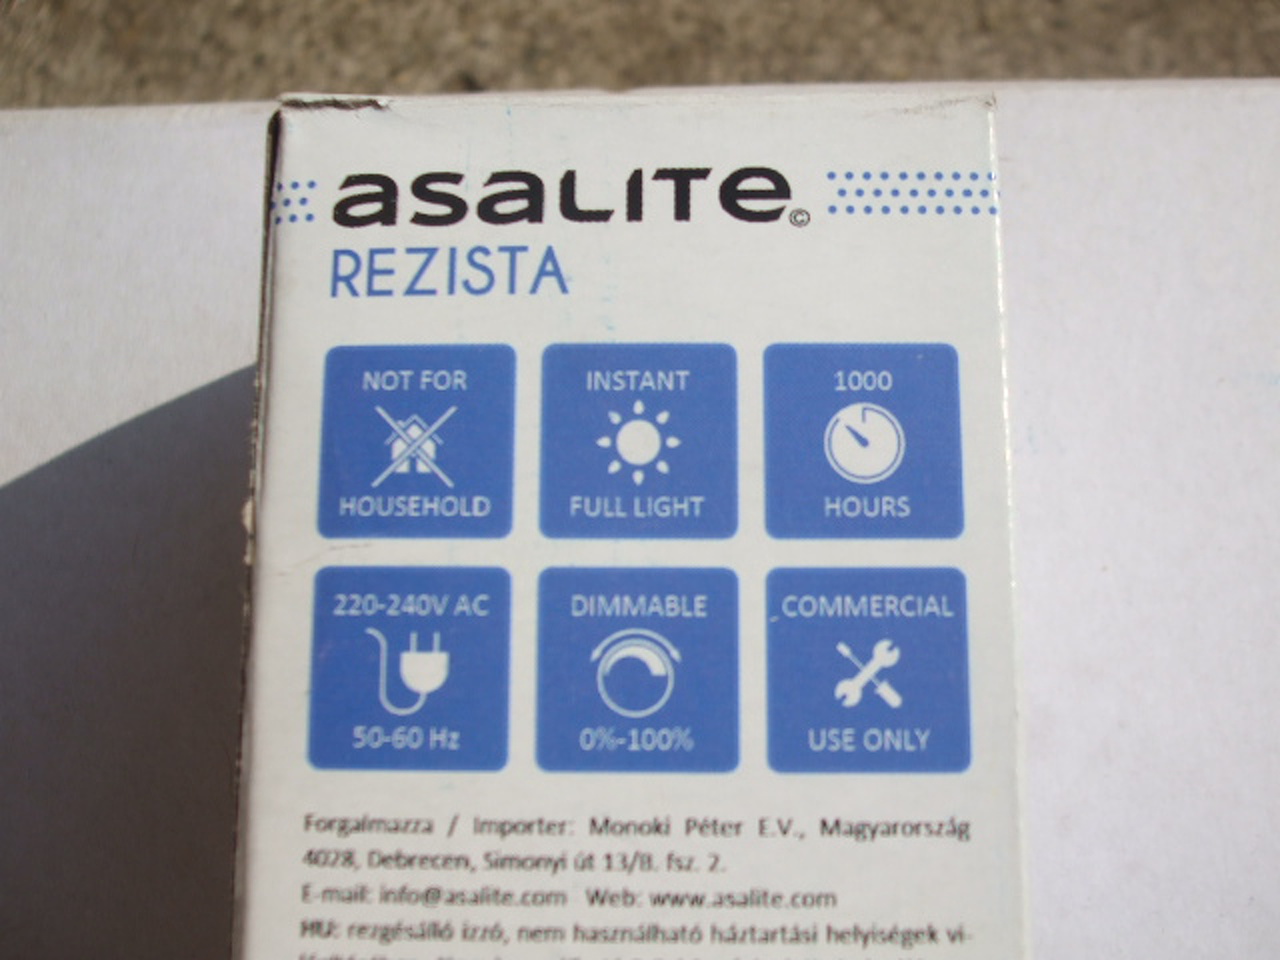 asalite©
REZISTA
NOT FOR
HOUSEHOLD
INSTANT
FULL LIGHT
1000
HOURS
220-240V AC
50-60 Hz
DIMMABLE
0%-100%
COMMERCIAL
USE ONLY
Forgalmazza / Importer: Monoki Péter E.V., Magyarország
4028, Debrecen, Simonyi út 13/B. fsz. 2.
E-mail: info@asalite.com Web: www.asalite.com
HU: rezgésálló izzó, nem használható háztartási helyiségek vi-